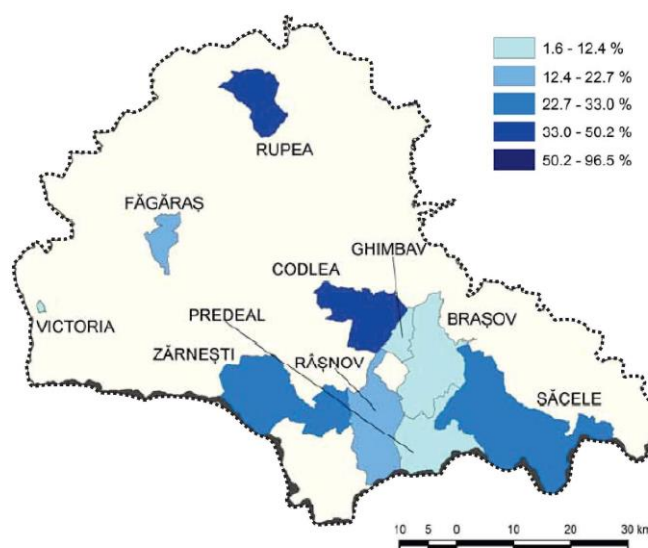 1.6 - 12.4 %
12.4 - 22.7 %
22.7 - 33.0 %
33.0 - 50.2 %
50.2 - 96.5 %
RUPEA
FĂGĂRAȘ
GHIMBAV
CODLEA
VICTORIA
PREDEAL
BRAȘOV
ZĂRNEȘTI
RÂȘNOV
SĂCELE
10 5 0 10 20 30 km